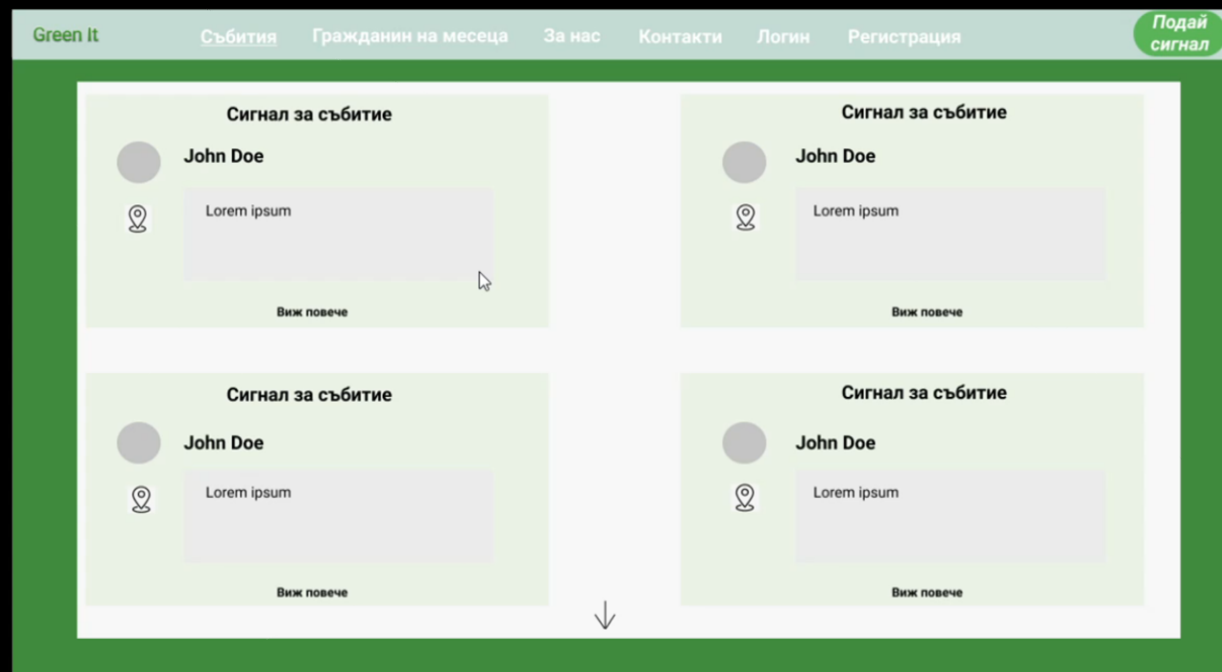 Green It
Събития
Гражданин на месеца
За нас
Контакти
Логин
Регистрация
Подай
сигнал
Сигнал за събитие
John Doe
Lorem ipsum
Виж повече
Сигнал за събитие
John Doe
Lorem ipsum
Виж повече
Сигнал за събитие
John Doe
Lorem ipsum
Виж повече
Сигнал за събитие
John Doe
Lorem ipsum
Виж повече